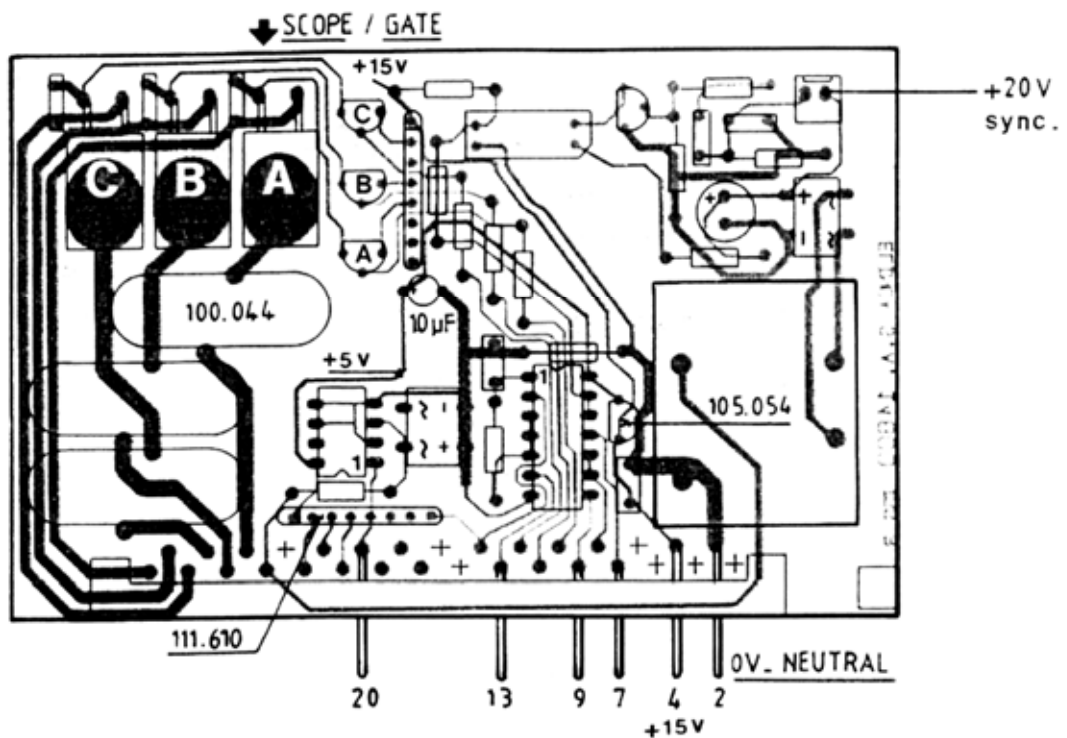 SCOPE / GATE
+15V
+20V
sync.
C
B
A
C
B
A
+
+ ~
- ~
100.044
10µF
+5V
1
105.054
~ -
~ +
1
111.610
0V_ NEUTRAL
20 13 9 7 4 2
+15V